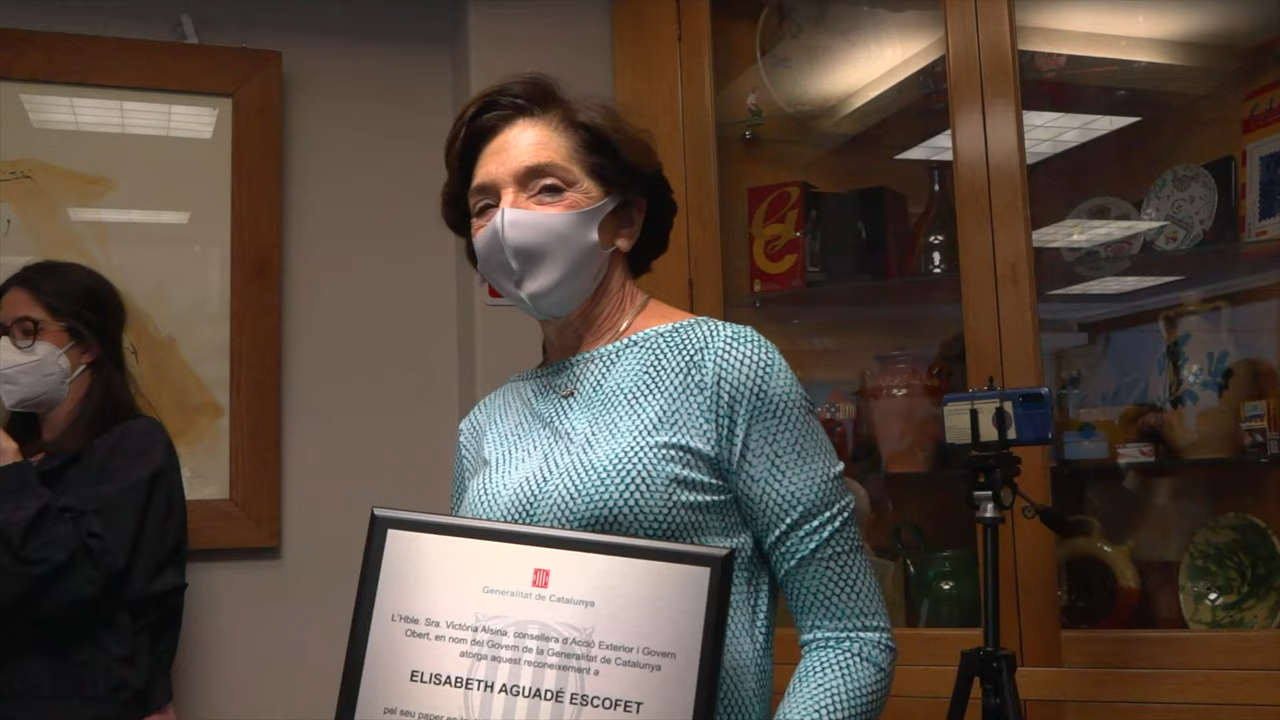 Generalitat de Catalunya
L'Hble. Sra. Victòria Alsina, consellera d'Acció Exterior i Govern
Obert, en nom del Govern de la Generalitat de Catalunya
atorga aquest reconeixement a
ELISABETH AGUADÉ ESCOFET
pel seu paper en